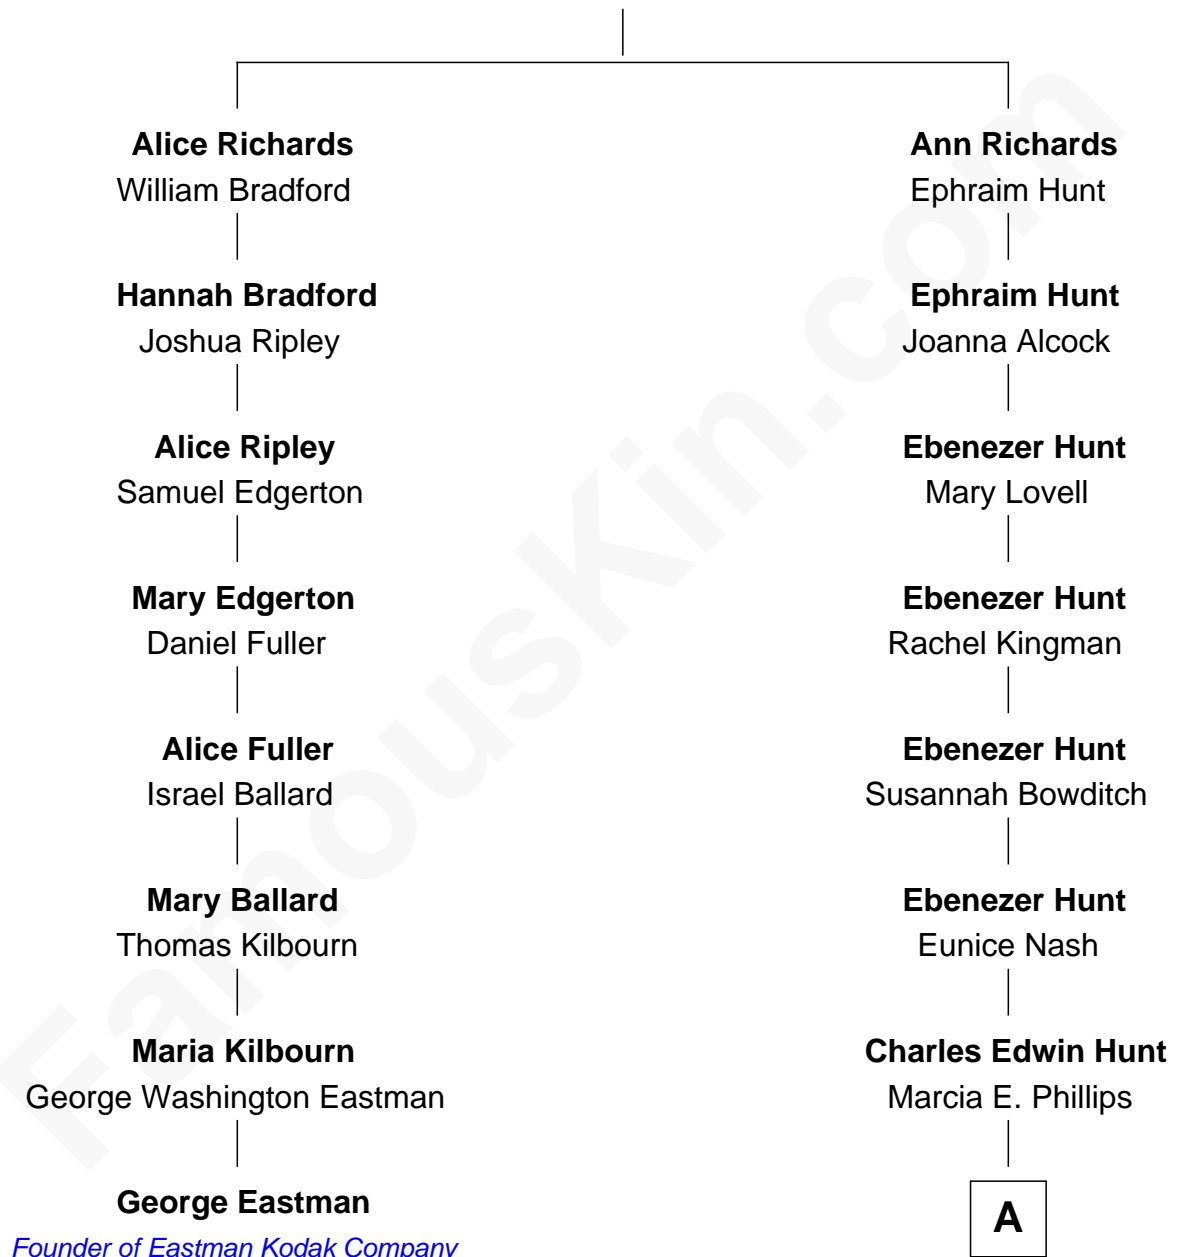 Alice Richards
William Bradford
Hannah Bradford
Joshua Ripley
Alice Ripley
Samuel Edgerton
Mary Edgerton
Daniel Fuller
Alice Fuller
Israel Ballard
Mary Ballard
Thomas Kilbourn
Maria Kilbourn
George Washington Eastman
George Eastman
Founder of Eastman Kodak Company
Ann Richards
Ephraim Hunt
Ephraim Hunt
Joanna Alcock
Ebenezer Hunt
Mary Lovell
Ebenezer Hunt
Rachel Kingman
Ebenezer Hunt
Susannah Bowditch
Ebenezer Hunt
Eunice Nash
Charles Edwin Hunt
Marcia E. Phillips
A
FamousKin.com